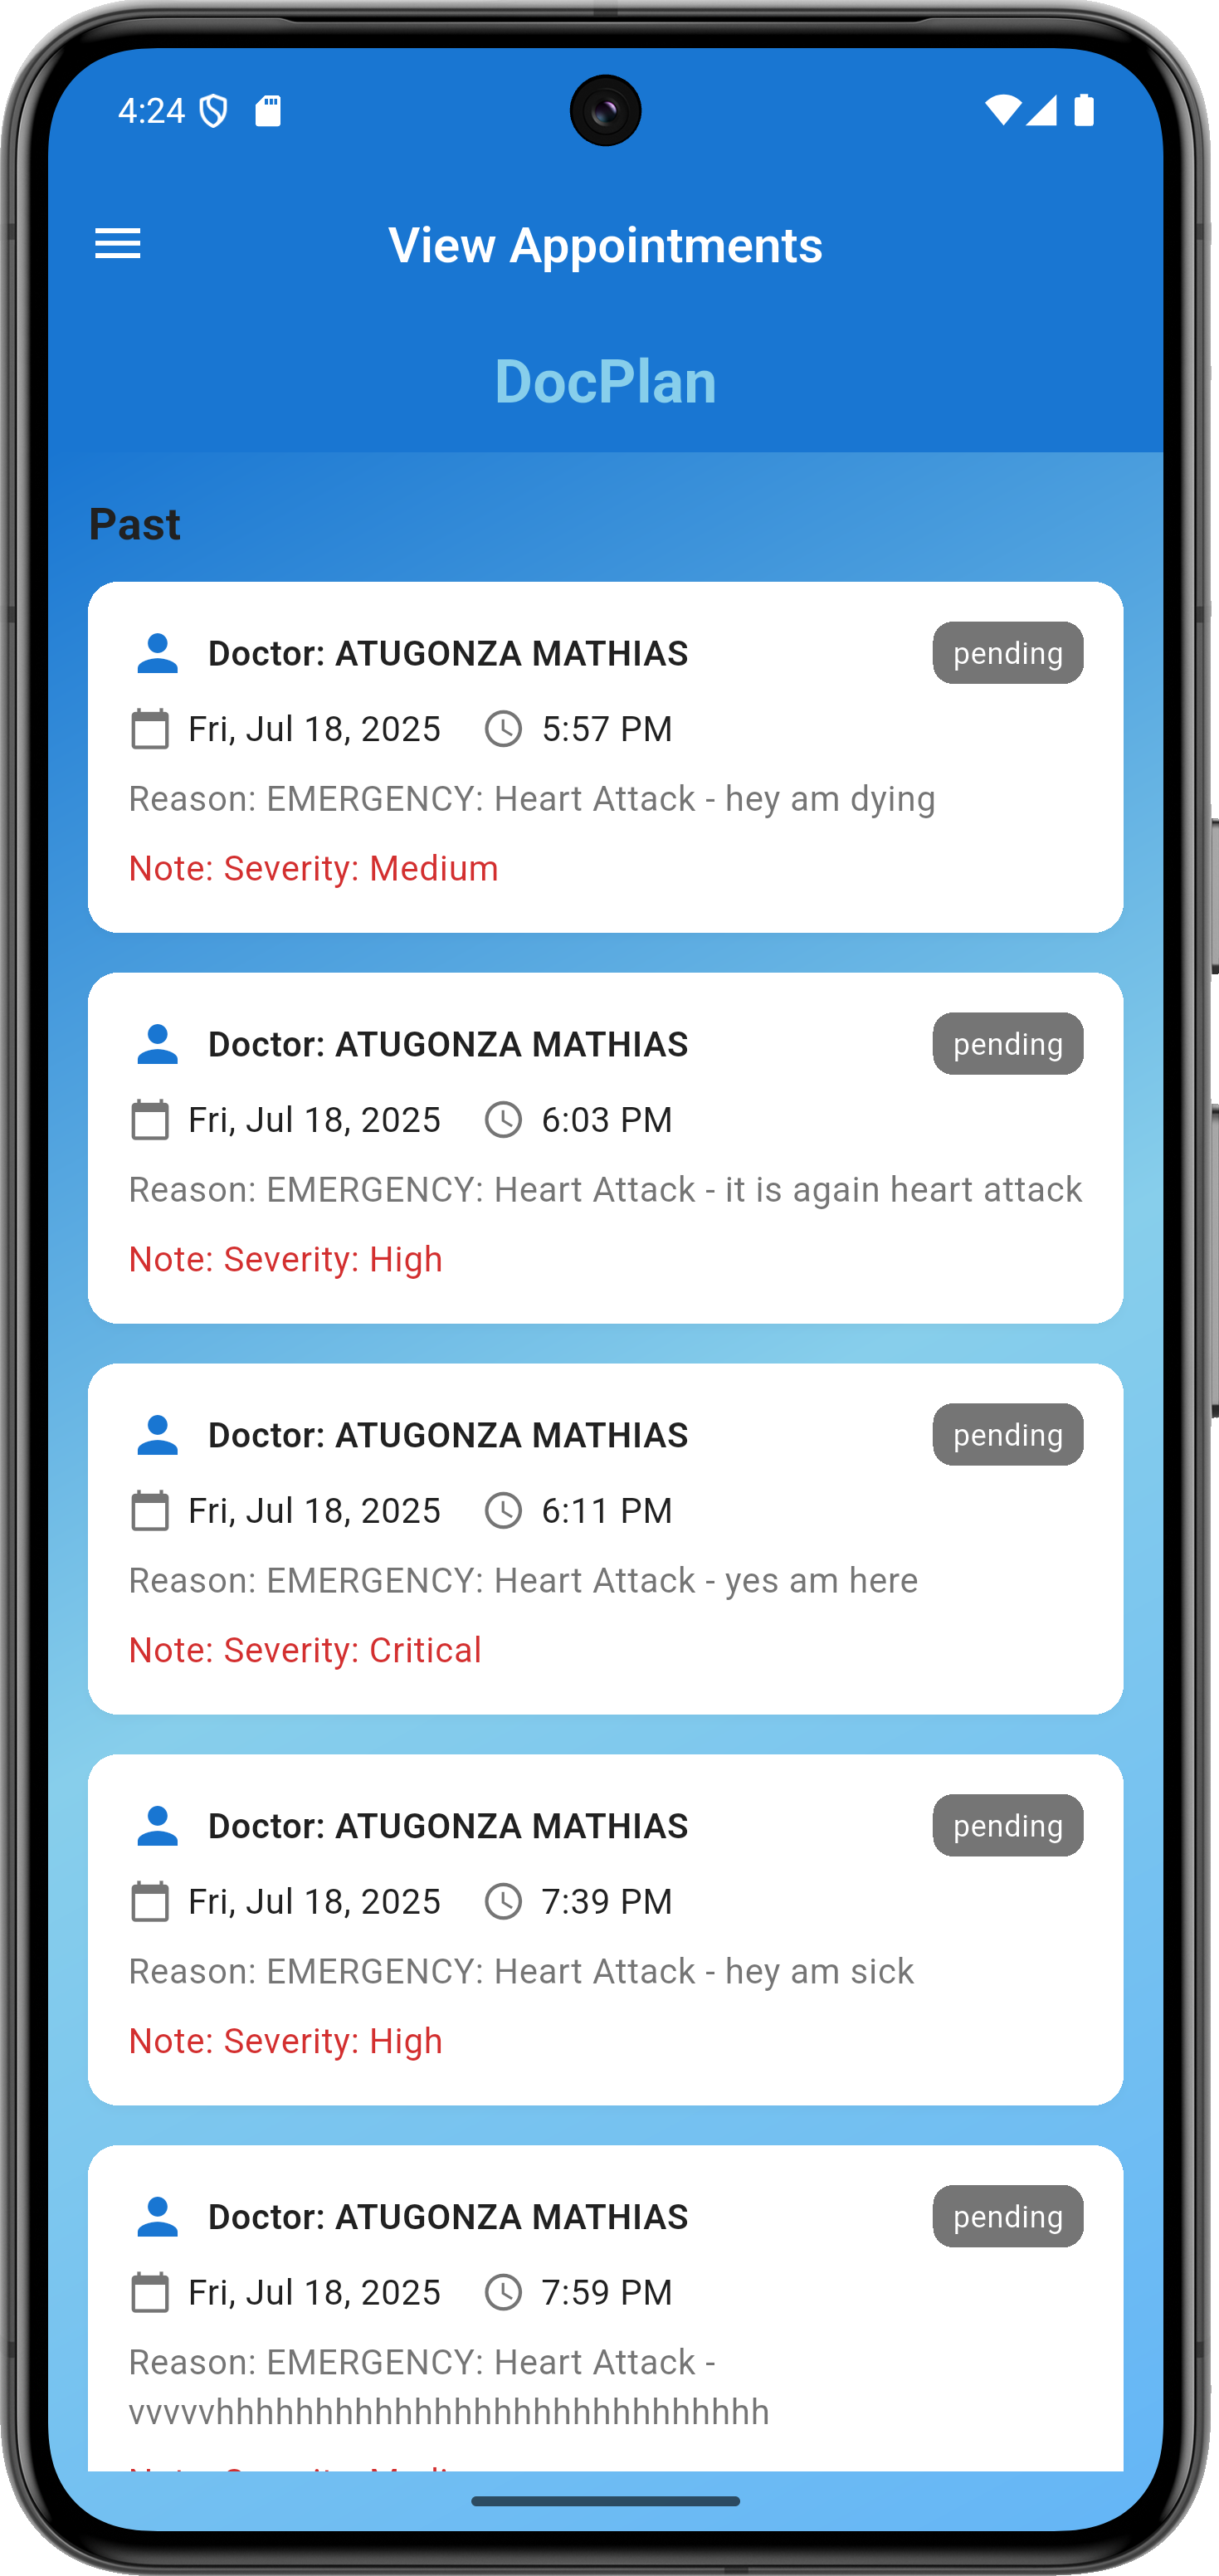 4:24
View Appointments
DocPlan
Past
Doctor: ATUGONZA MATHIAS
pending
Fri, Jul 18, 2025 5:57 PM
Reason: EMERGENCY: Heart Attack - hey am dying
Note: Severity: Medium
Doctor: ATUGONZA MATHIAS
pending
Fri, Jul 18, 2025 6:03 PM
Reason: EMERGENCY: Heart Attack - it is again heart attack
Note: Severity: High
Doctor: ATUGONZA MATHIAS
pending
Fri, Jul 18, 2025 6:11 PM
Reason: EMERGENCY: Heart Attack - yes am here
Note: Severity: Critical
Doctor: ATUGONZA MATHIAS
pending
Fri, Jul 18, 2025 7:39 PM
Reason: EMERGENCY: Heart Attack - hey am sick
Note: Severity: High
Doctor: ATUGONZA MATHIAS
pending
Fri, Jul 18, 2025 7:59 PM
Reason: EMERGENCY: Heart Attack -